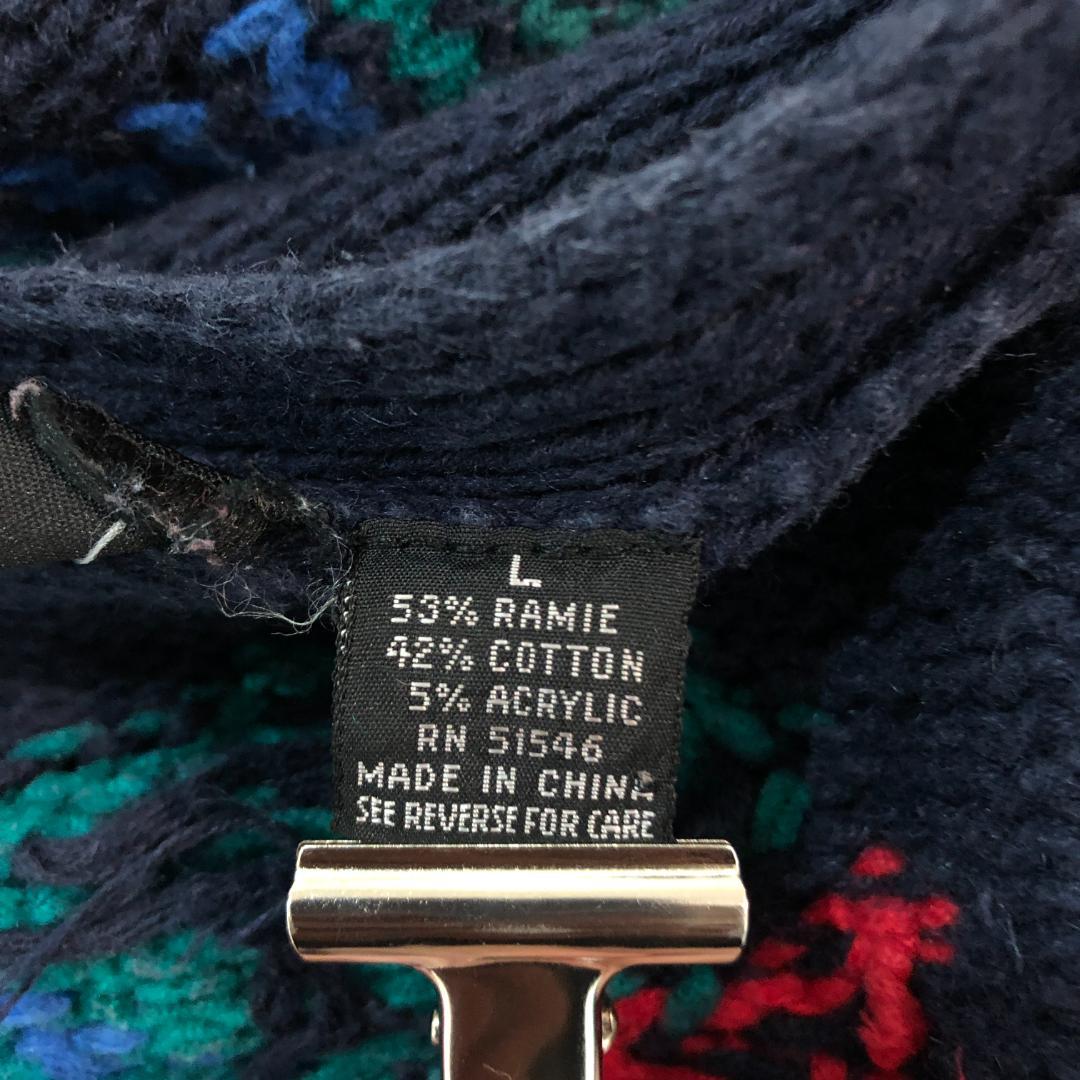 L
53% RAMIE
42% COTTON
5% ACRYLIC
RN 51546
MADE IN CHINA
SEE REVERSE FOR CARE